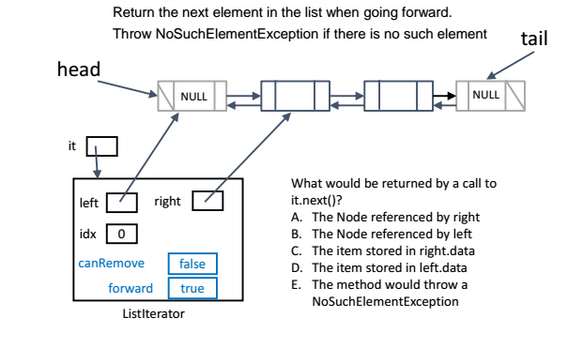 Return the next element in the list when going forward.
Throw NoSuchElementException if there is no such element
tail
head
NULL
NULL
it
left
right
idx
0
canRemove
false
forward
true
ListIterator
What would be returned by a call to
it.next()?
A. The Node referenced by right
B. The Node referenced by left
C. The item stored in right.data
D. The item stored in left.data
E. The method would throw a
NoSuchElementException